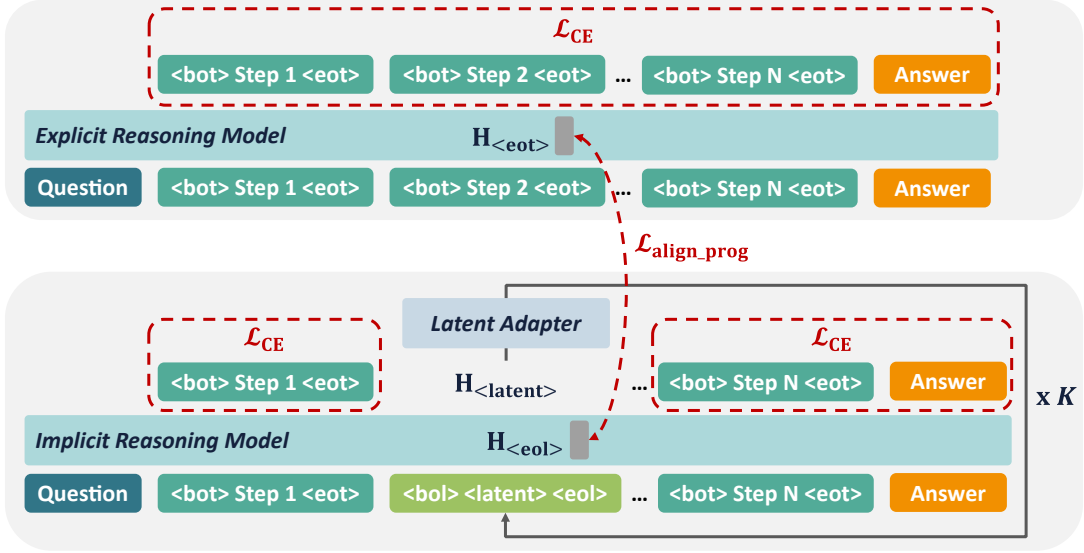 ℒCE
<bot> Step 1 <eot> <bot> Step 2 <eot> ... <bot> Step N <eot> Answer
Explicit Reasoning Model H<eot>
Question <bot> Step 1 <eot> <bot> Step 2 <eot> ... <bot> Step N <eot> Answer
ℒalign_prog
Latent Adapter
ℒCE ℒCE
<bot> Step 1 <eot> H<latent> ... <bot> Step N <eot> Answer
x K
Implicit Reasoning Model H<eol>
Question <bot> Step 1 <eot> <bol> <latent> <eol> ... <bot> Step N <eot> Answer